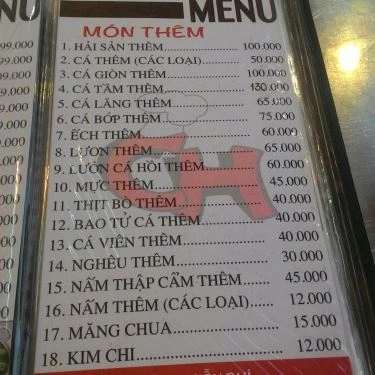 MENU
MÓN THÊM
1. HẢI SẢN THÊM 100.000
2. CÁ THÊM (CÁC LOẠI) 50.000
3. CÁ GIÒN THÊM 100.000
4. CÁ TẦM THÊM 130.000
5. CÁ LĂNG THÊM 65.000
6. CÁ BỚP THÊM 75.000
7. ẾCH THÊM 60.000
8. LƯƠN THÊM 65.000
9. LƯỜN CÁ HỒI THÊM 60.000
10. MỰC THÊM 45.000
11. THỊT BÒ THÊM 40.000
12. BAO TỬ CÁ THÊM 40.000
13. CÁ VIÊN THÊM 40.000
14. NGHÊU THÊM 30.000
15. NẤM THẬP CẨM THÊM 45.000
16. NẤM THÊM (CÁC LOẠI) 12.000
17. MĂNG CHUA 15.000
18. KIM CHI 12.000